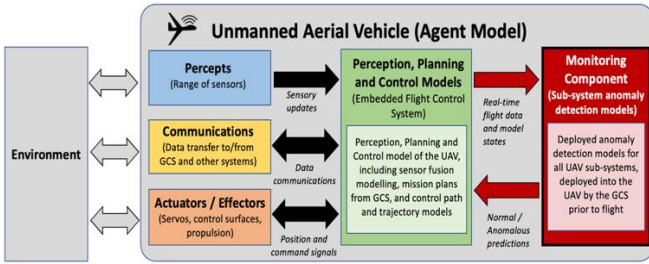 Unmanned Aerial Vehicle (Agent Model)
Environment
Percepts
(Range of sensors)
Communications
(Data transfer to/from
GCS and other systems)
Actuators / Effectors
(Servos, control surfaces,
propulsion)
Sensory
updates
Data
communications
Position and
command signals
Perception, Planning
and Control Models
(Embedded Flight Control
System)
Perception, Planning and
Control model of the UAV,
including sensor fusion
modelling, mission plans
from GCS, and control path
and trajectory models
Real-time
flight data
and model
states
Normal /
Anomalous
predictions
Monitoring
Component
(Sub-system anomaly
detection models)
Deployed anomaly
detection models for
all UAV sub-systems,
deployed into the
UAV by the GCS
prior to flight